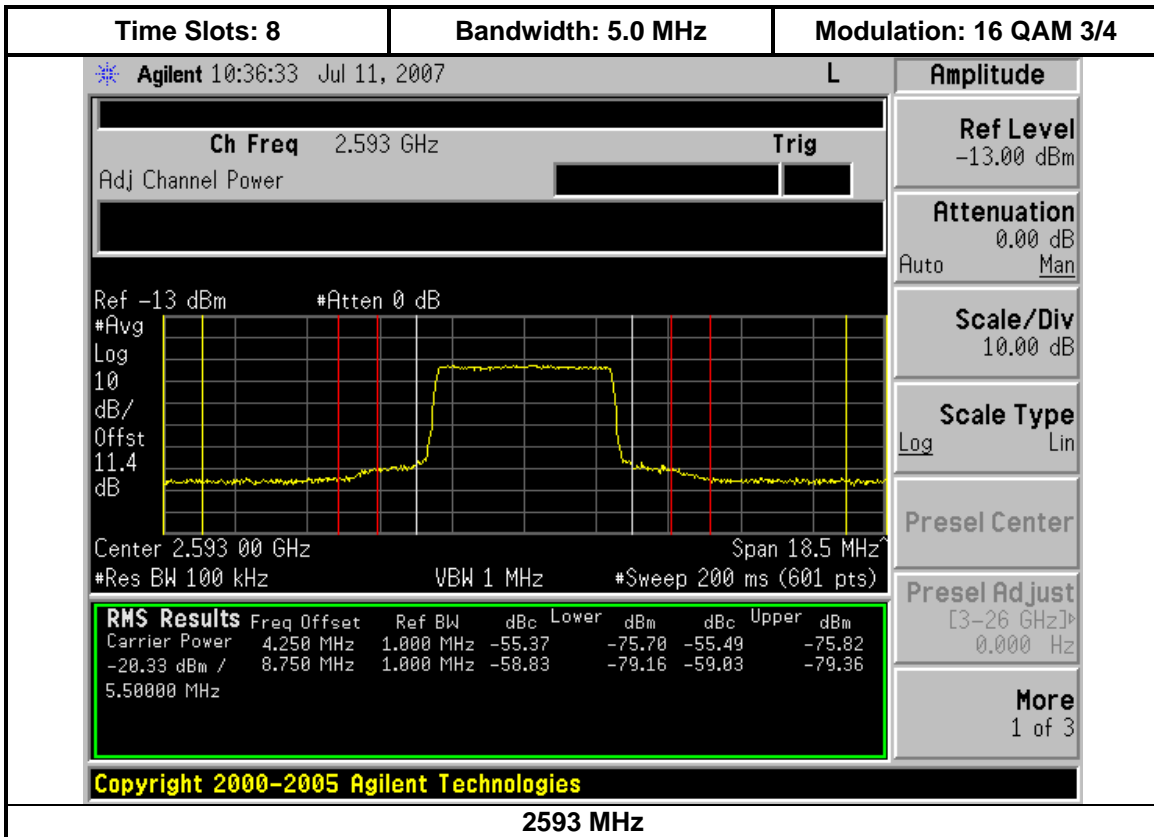 Time Slots: 8 Bandwidth: 5.0 MHz Modulation: 16 QAM 3/4
Agilent 10:36:33 Jul 11, 2007 L
Amplitude
Ch Freq 2.593 GHz Trig
Adj Channel Power
Ref Level
-13.00 dBm
Attenuation
0.00 dB
Auto Man
Scale/Div
10.00 dB
Scale Type
Log Lin
Presel Center
Presel Adjust
[3-26 GHz]
0.000 Hz
More
1 of 3
Ref -13 dBm #Atten 0 dB
#Avg
Log
10
dB/
Offst
11.4
dB
Center 2.593 00 GHz Span 18.5 MHz^
#Res BW 100 kHz VBW 1 MHz #Sweep 200 ms (601 pts)
RMS Results Freq Offset Ref BW dBc Lower dBm dBc Upper dBm
Carrier Power 4.250 MHz 1.000 MHz -55.37 -75.70 -55.49 -75.82
-20.33 dBm / 8.750 MHz 1.000 MHz -58.83 -79.16 -59.03 -79.36
5.50000 MHz
Copyright 2000-2005 Agilent Technologies
2593 MHz